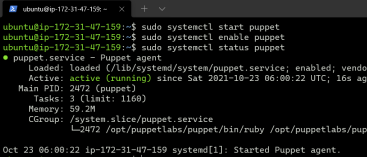 ubuntu@ip-172-31-47-159: ~
ubuntu@ip-172-31-47-159:~$ sudo systemctl start puppet
ubuntu@ip-172-31-47-159:~$ sudo systemctl enable puppet
ubuntu@ip-172-31-47-159:~$ sudo systemctl status puppet
● puppet.service - Puppet agent
Loaded: loaded (/lib/systemd/system/puppet.service; enabled; vendo
Active: active (running) since Sat 2021-10-23 06:00:22 UTC; 16s ag
Main PID: 2472 (puppet)
Tasks: 3 (limit: 1160)
Memory: 59.2M
CGroup: /system.slice/puppet.service
└─2472 /opt/puppetlabs/puppet/bin/ruby /opt/puppetlabs/pupp
Oct 23 06:00:22 ip-172-31-47-159 systemd[1]: Started Puppet agent.